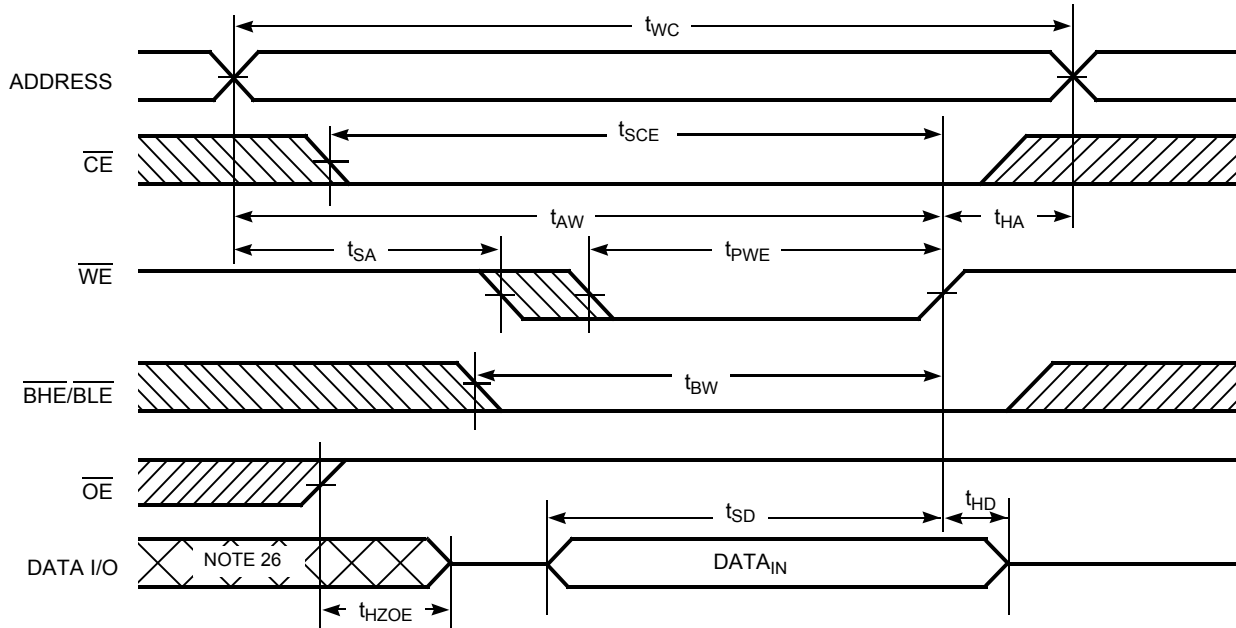 tWC
ADDRESS
CE
tSCE
tAW
tHA
tSA
tPWE
WE
BHE/BLE
tBW
OE
tSD
tHD
DATA I/O
NOTE 26
DATAIN
tHZOE